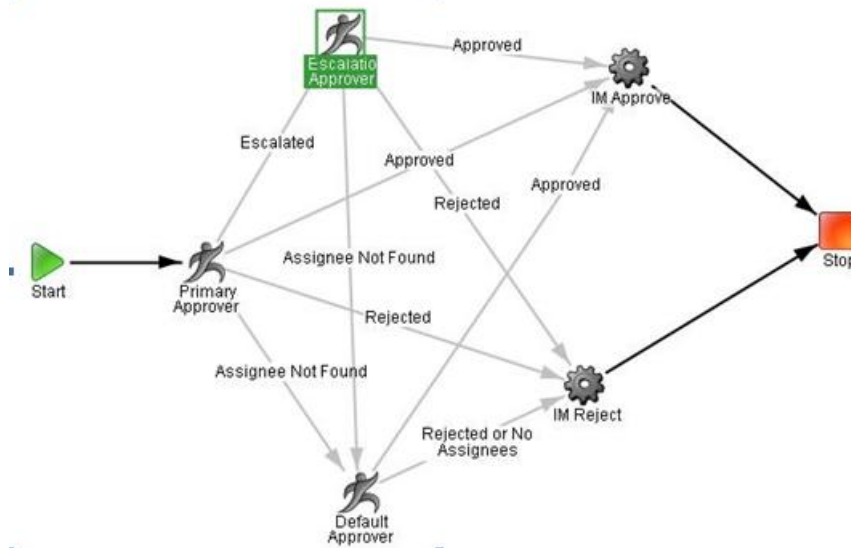 Approved
Escalatio
Approver
IM Approve
Escalated
Approved
Approved
Rejected
Assignee Not Found
Start
Stop
Primary
Approver
Rejected
Assignee Not Found
IM Reject
Rejected or No
Assignees
Default
Approver